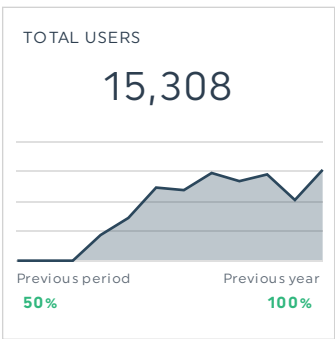 TOTAL USERS
15,308
Previous period
Previous year
50%
100%